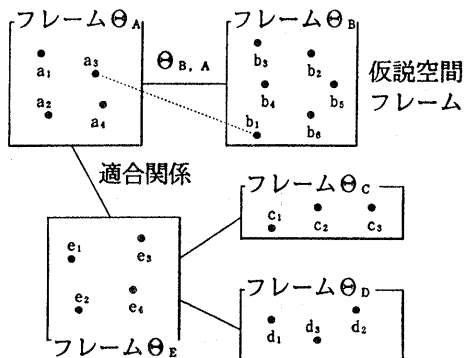 フレームΘA
a1
a3
a2
a4
ΘB, A
フレームΘB
b3
b2
b4
b5
b1
b6
仮説空間
フレーム
適合関係
e1
e3
e2
e4
フレームΘE
フレームΘC
c1
c2
c3
フレームΘD
d1
d3
d2